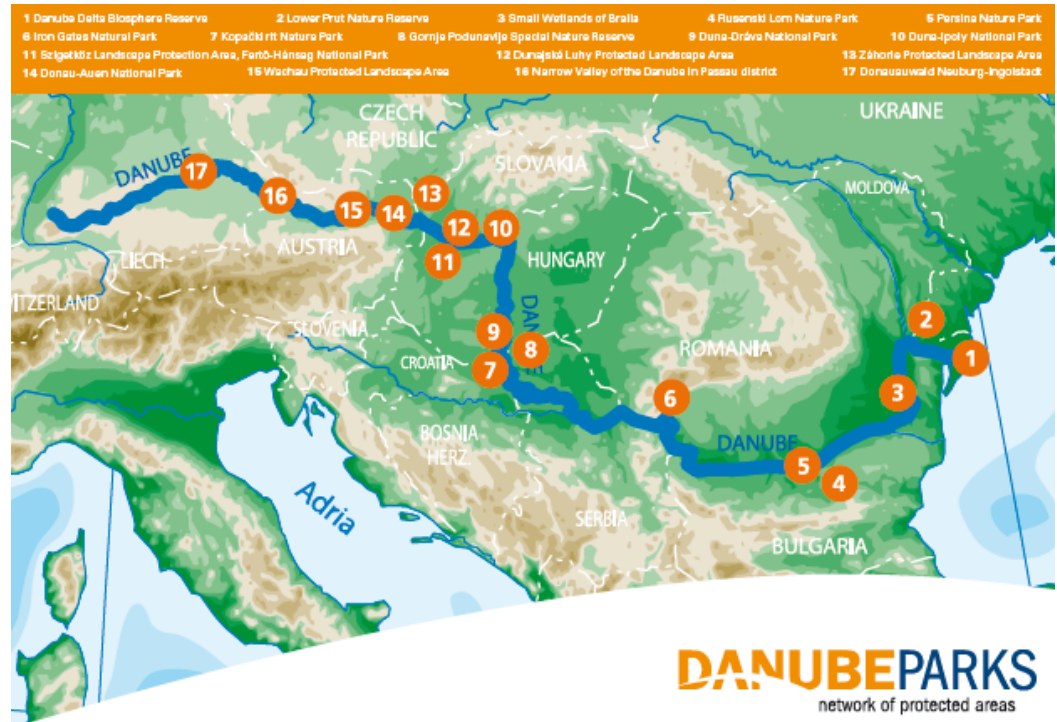 1 Danube Delta Biosphere Reserve 2 Lower Prut Nature Reserve 3 Small Wetlands of Braila 4 Rusenski Lom Nature Park 5 Persina Nature Park
6 Iron Gates Natural Park 7 Kopački rit Nature Park 8 Gornje Podunavlje Special Nature Reserve 9 Duna-Dráva National Park 10 Duna-Ipoly National Park
11 Szigetköz Landscape Protection Area, Fertő-Hánság National Park 12 Dunajské Luhy Protected Landscape Area 13 Záhorie Protected Landscape Area
14 Donau-Auen National Park 15 Wachau Protected Landscape Area 16 Narrow Valley of the Danube in Passau district 17 Donauauwald Neuburg-Ingolstadt
CZECH
REPUBLIC
UKRAINE
SLOVAKIA
DANUBE
17
16
15
14
13
12
10
11
MOLDOVA
AUSTRIA
LIECH.
HUNGARY
ITZERLAND
SLOVENIA
DANUBE
9
8
7
CROATIA
ROMANIA
2
1
3
6
BOSNIA
HERZ.
DANUBE
5
4
Adria
SERBIA
BULGARIA
DANUBEPARKS
network of protected areas